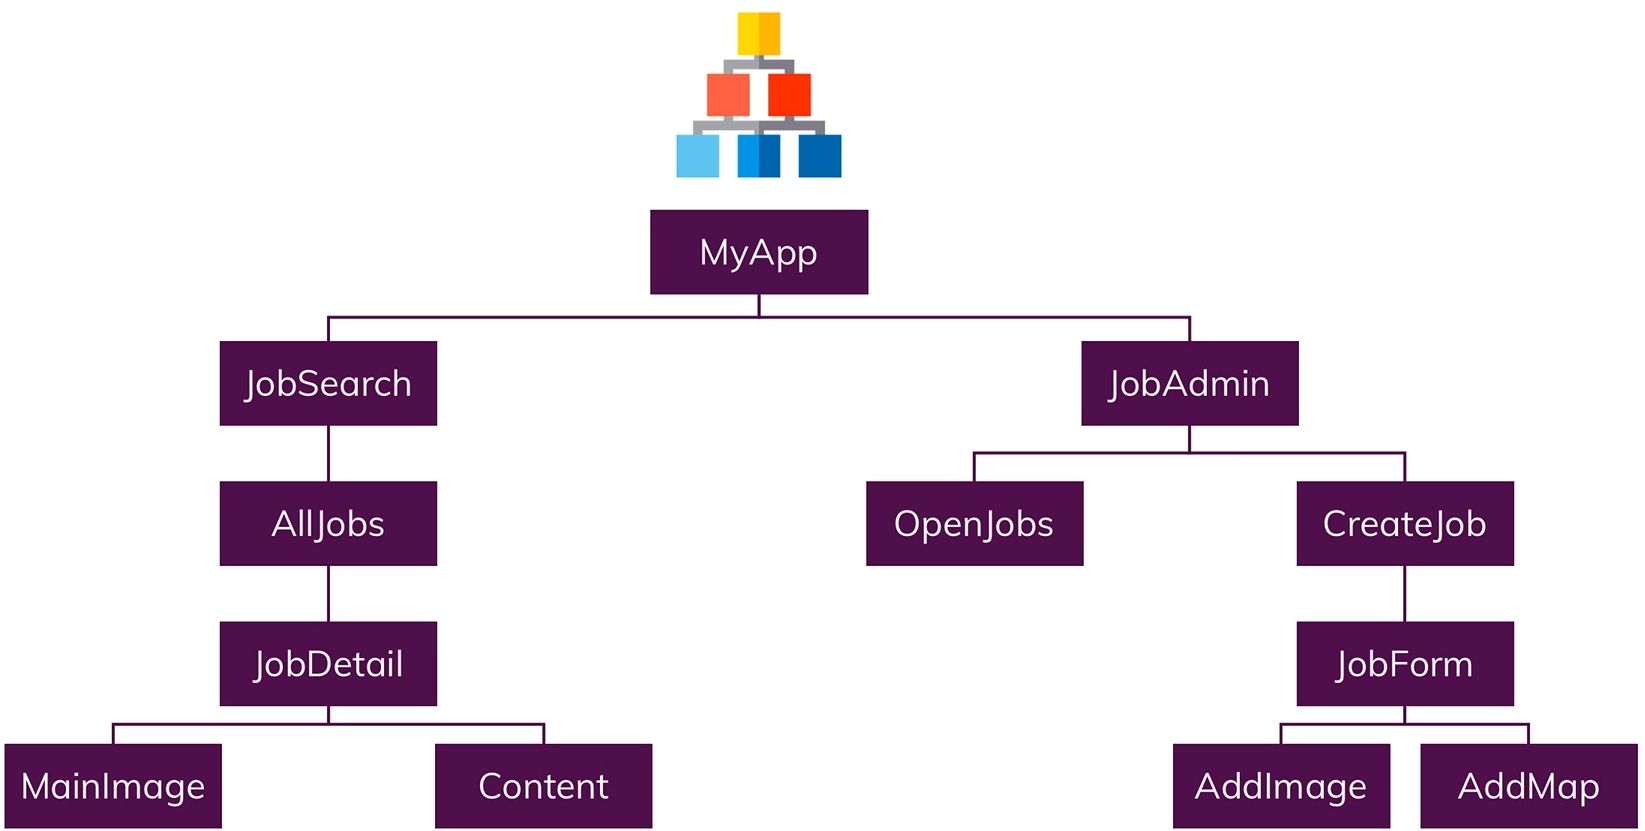 MyApp
JobSearch
JobAdmin
AllJobs
OpenJobs
CreateJob
JobDetail
JobForm
MainImage
Content
AddImage
AddMap